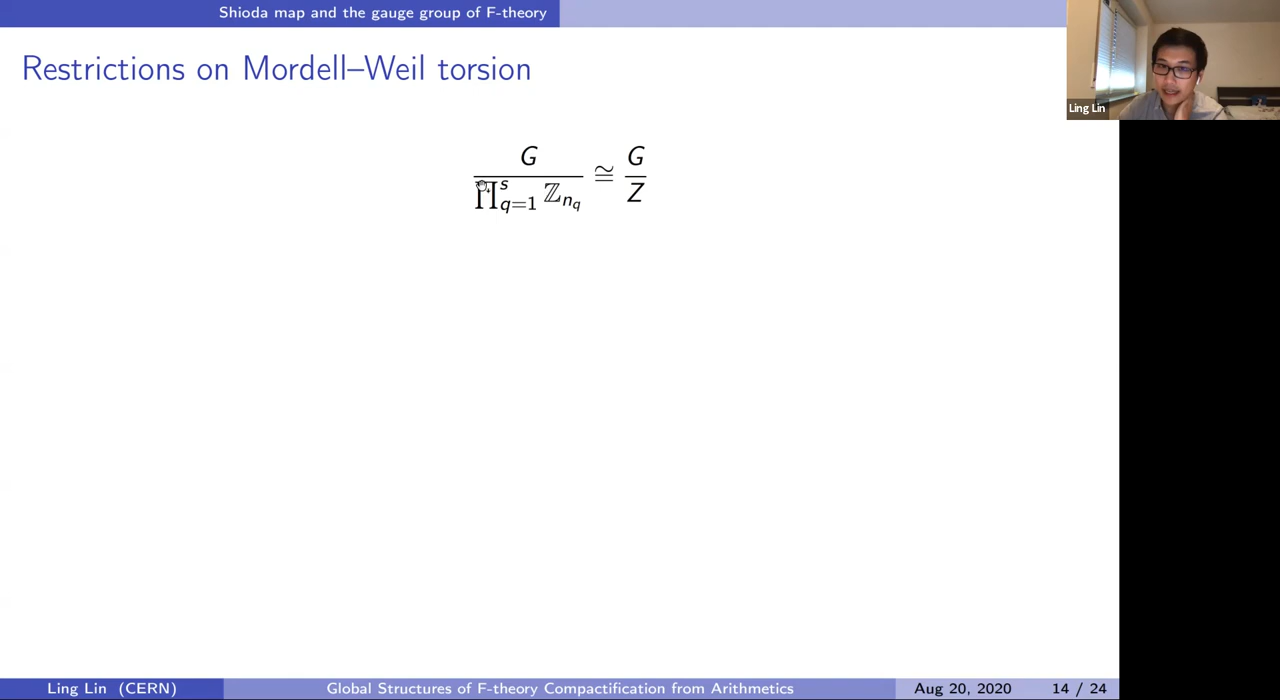 Shioda map and the gauge group of F-theory
Restrictions on Mordell–Weil torsion
G / ∏_{q=1}^{s} ℤ_{n_q} ≅ G / Z
Ling Lin
Ling Lin (CERN) Global Structures of F-theory Compactification from Arithmetics Aug 20, 2020 14 / 24